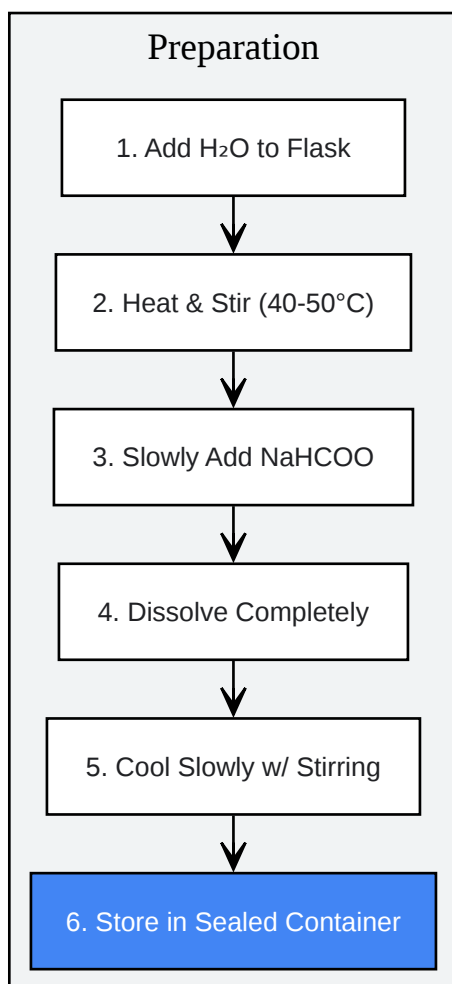 Preparation
1. Add H₂O to Flask
2. Heat & Stir (40-50°C)
3. Slowly Add NaHCOO
4. Dissolve Completely
5. Cool Slowly w/ Stirring
6. Store in Sealed Container